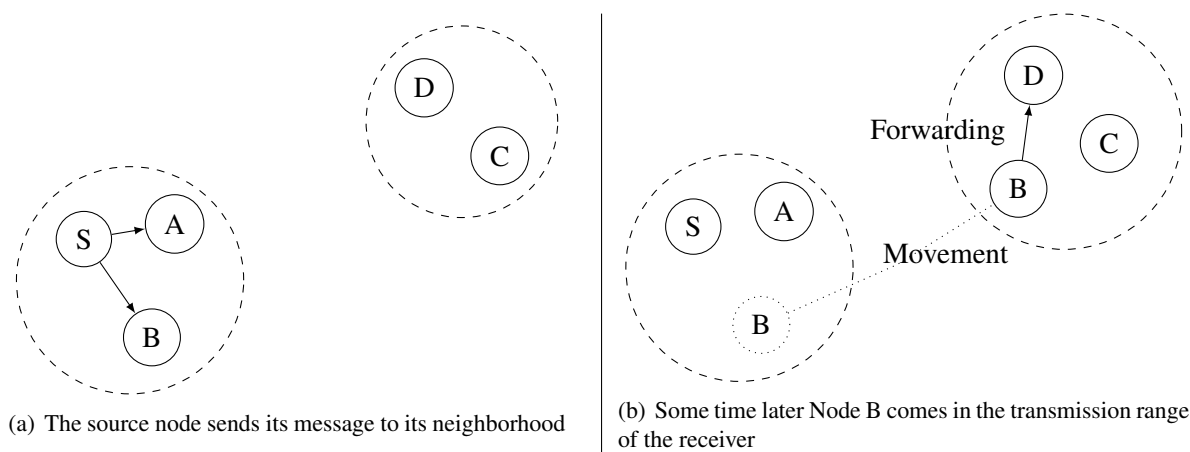 D
C
S
A
B
(a) The source node sends its message to its neighborhood
D
Forwarding
C
B
S
A
Movement
B
(b) Some time later Node B comes in the transmission range
of the receiver